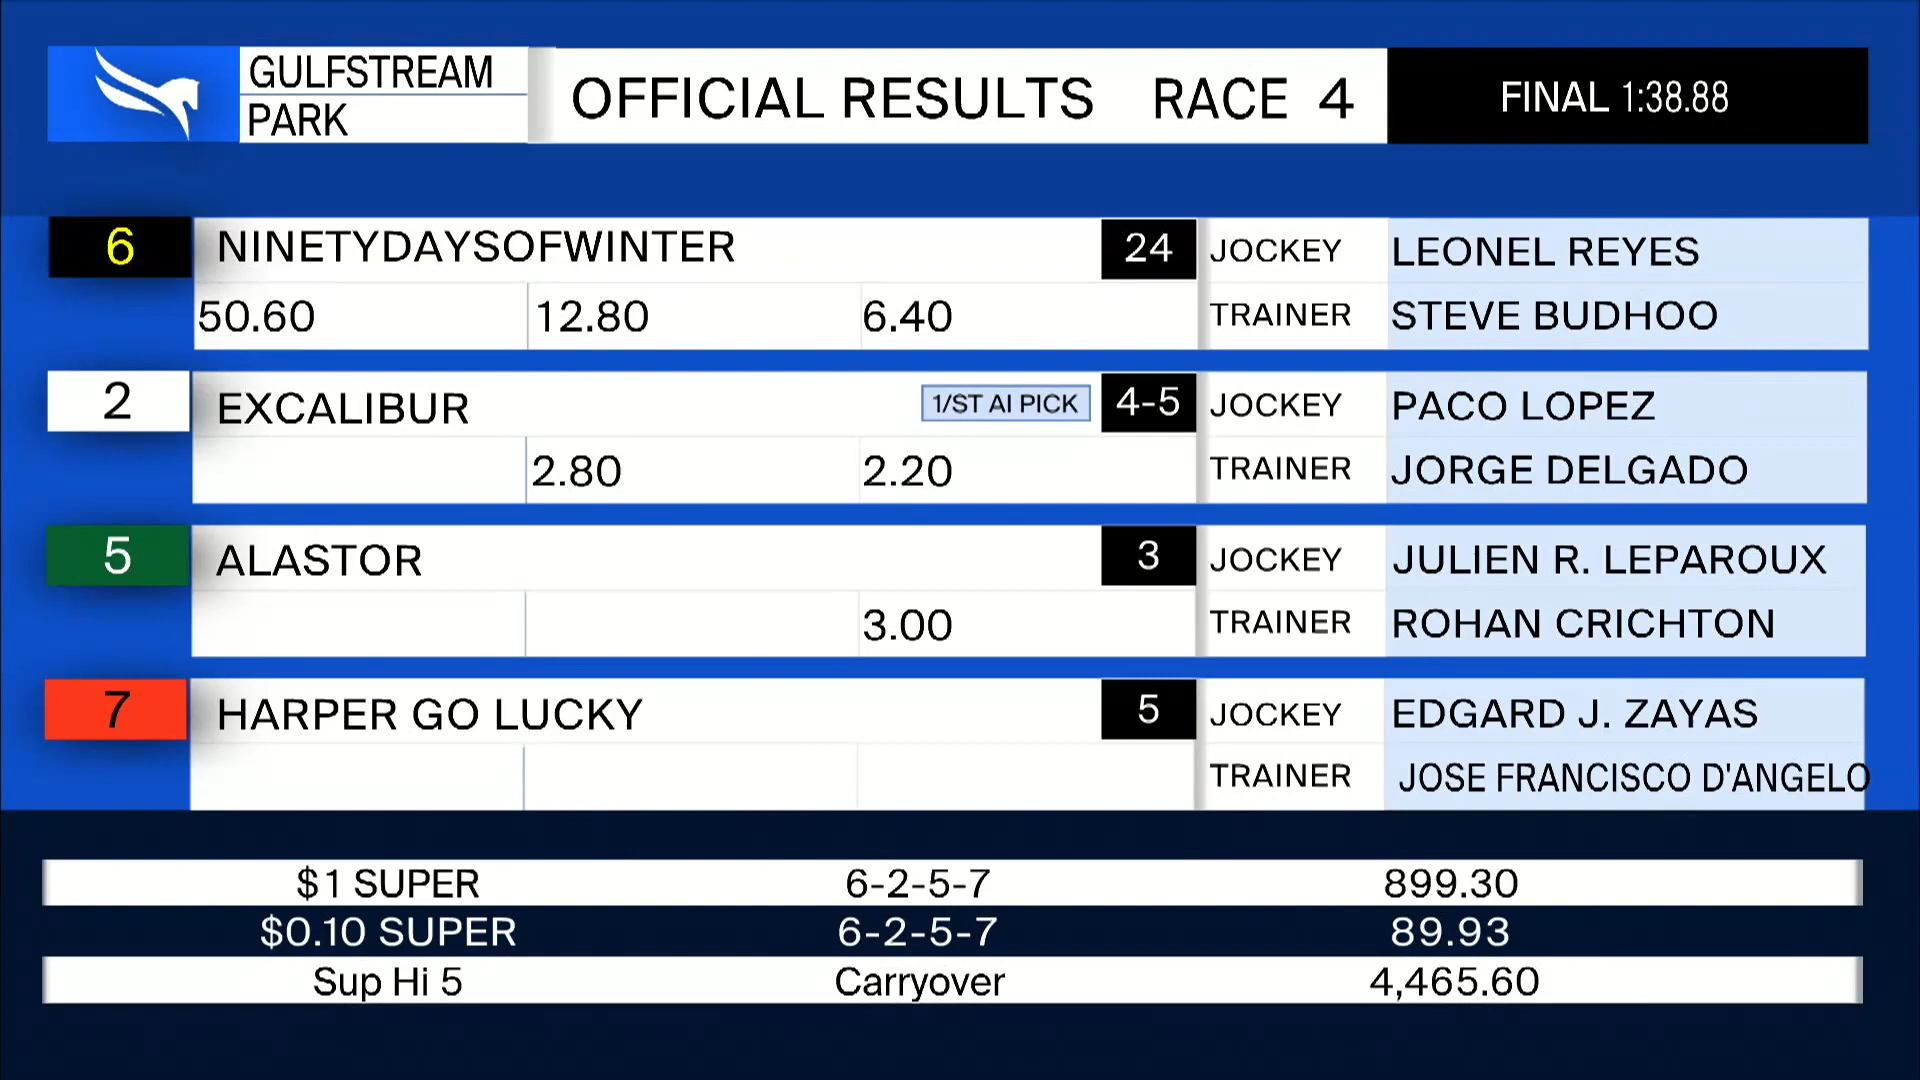 GULFSTREAM
PARK
OFFICIAL RESULTS RACE 4
FINAL 1:38.88
6 NINETYDAYSOFWINTER 24 JOCKEY LEONEL REYES
50.60 12.80 6.40 TRAINER STEVE BUDHOO
2 EXCALIBUR 1/ST AI PICK 4-5 JOCKEY PACO LOPEZ
2.80 2.20 TRAINER JORGE DELGADO
5 ALASTOR 3 JOCKEY JULIEN R. LEPAROUX
3.00 TRAINER ROHAN CRICHTON
7 HARPER GO LUCKY 5 JOCKEY EDGARD J. ZAYAS
TRAINER JOSE FRANCISCO D'ANGELO
$1 SUPER 6-2-5-7 899.30
$0.10 SUPER 6-2-5-7 89.93
Sup Hi 5 Carryover 4,465.60